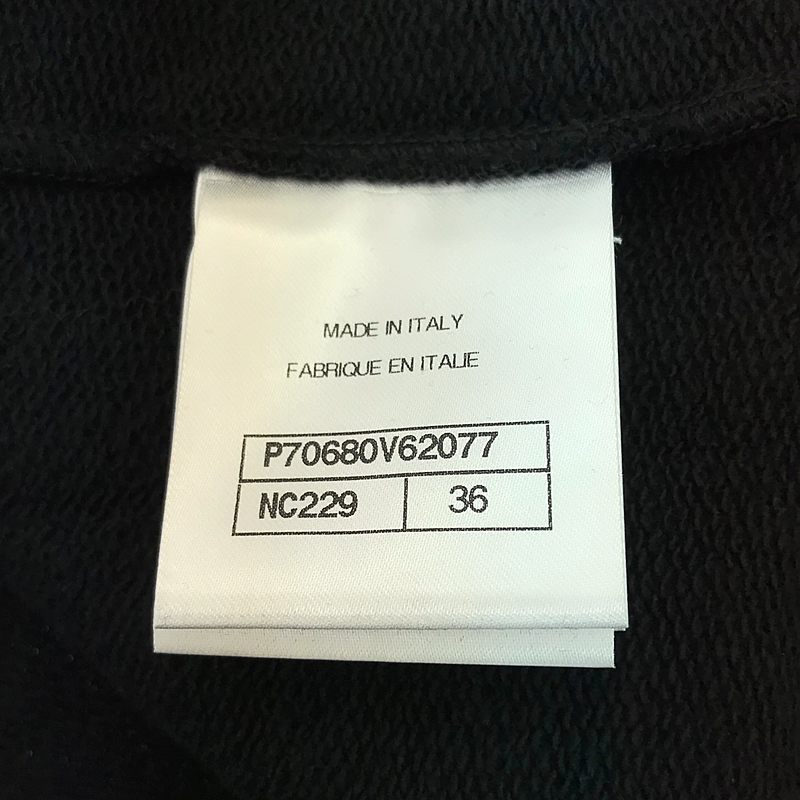 MADE IN ITALY
FABRIQUE EN ITALIE
P70680V62077
NC229 36